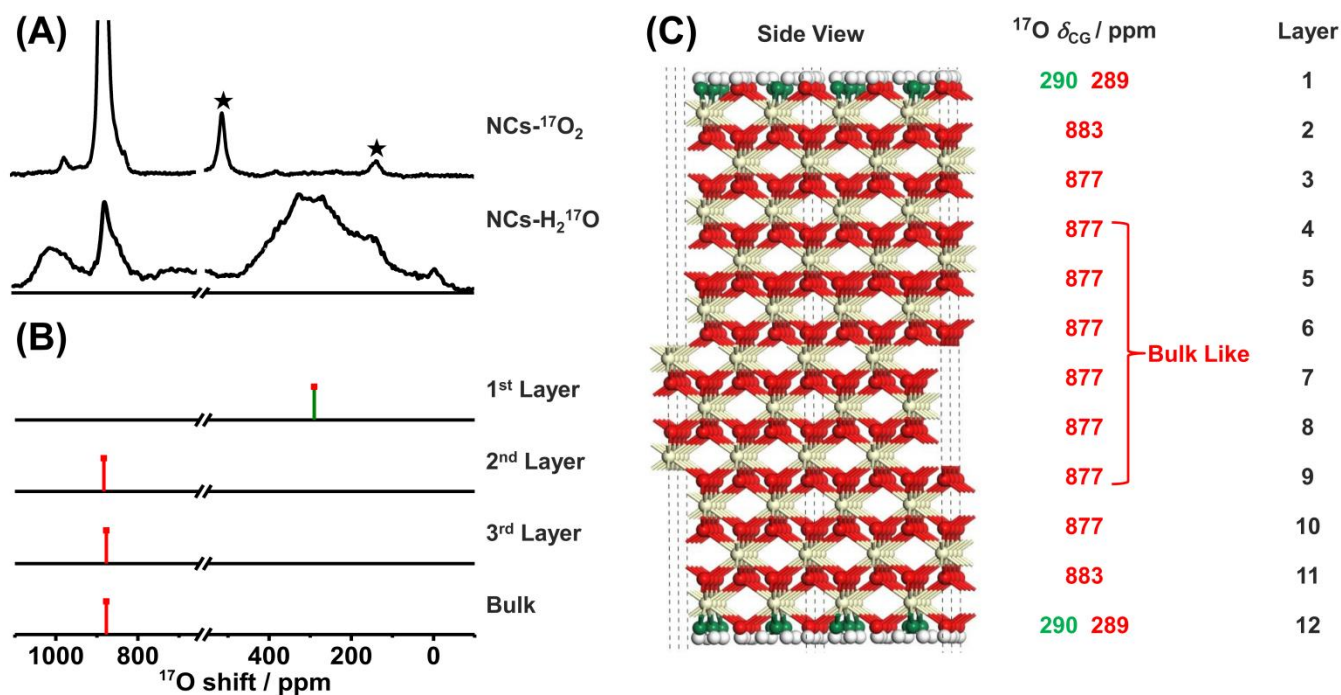 (A)
★
★
NCs-¹⁷O₂
NCs-H₂¹⁷O
(B)
1ˢᵗ Layer
2ⁿᵈ Layer
3ʳᵈ Layer
Bulk
1000 800 400 200 0
¹⁷O shift / ppm
(C)
Side View ¹⁷O δCG / ppm Layer
290 289 1
883 2
877 3
877 4
877 5
877 6
Bulk Like
877 7
877 8
877 9
877 10
883 11
290 289 12